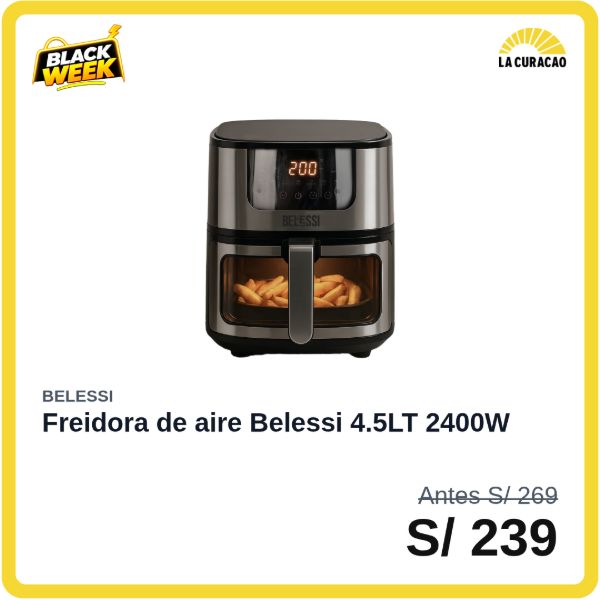 BLACK
WEEK
LA CURACAO
200
BELESSI
BELESSI
Freidora de aire Belessi 4.5LT 2400W
Antes S/ 269
S/ 239